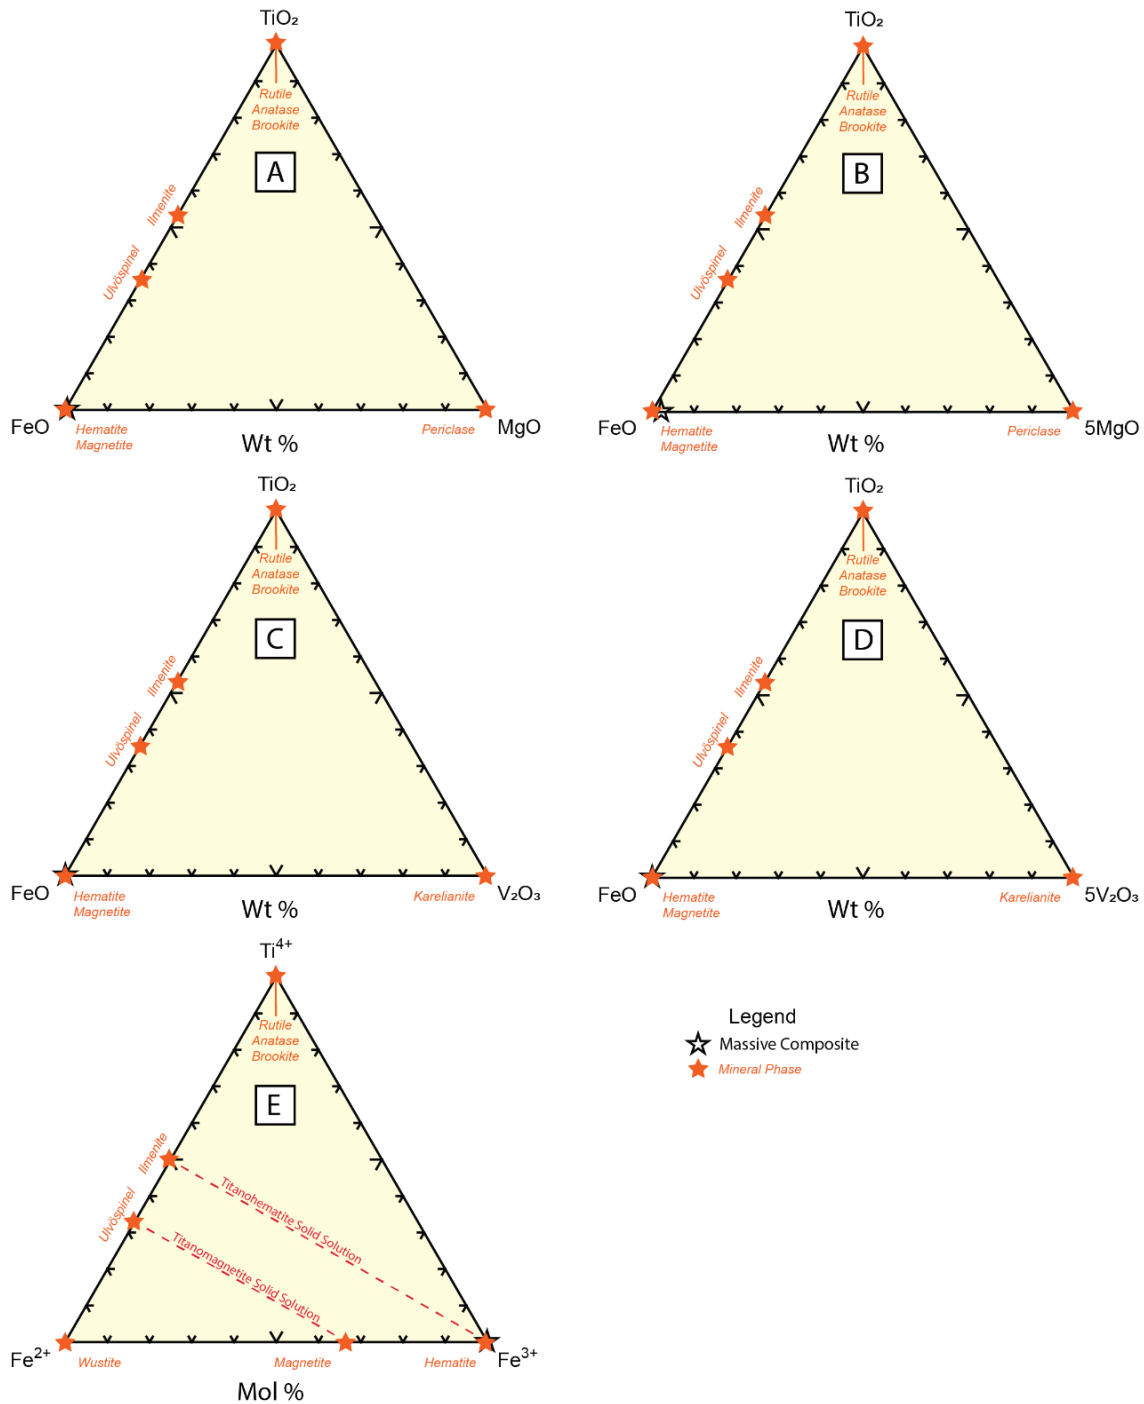 TiO₂
Rutile
Anatase
Brookite
A
Ilmenite
Ulvöspinel
FeO
Hematite
Magnetite
Periclase
MgO
Wt %
TiO₂
Rutile
Anatase
Brookite
B
Ilmenite
Ulvöspinel
FeO
Hematite
Magnetite
Periclase
5MgO
Wt %
TiO₂
Rutile
Anatase
Brookite
C
Ilmenite
Ulvöspinel
FeO
Hematite
Magnetite
Karelianite
V₂O₃
Wt %
TiO₂
Rutile
Anatase
Brookite
D
Ilmenite
Ulvöspinel
FeO
Hematite
Magnetite
Karelianite
5V₂O₃
Wt %
Ti⁴⁺
Rutile
Anatase
Brookite
E
Ilmenite
Ulvöspinel
Titanohematite Solid Solution
Titanomagnetite Solid Solution
Fe²⁺
Wustite
Magnetite
Hematite
Fe³⁺
Mol %
Legend
Massive Composite
Mineral Phase